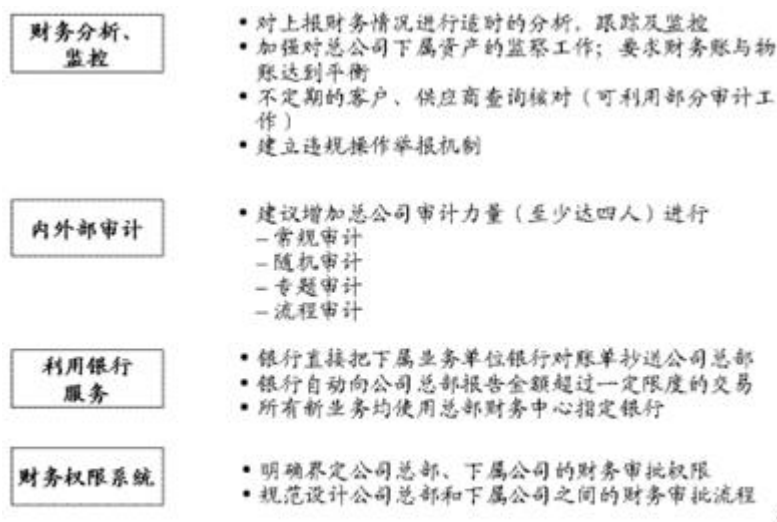 财务分析、
监控
• 对上报财务情况进行适时的分析，跟踪及监控
• 加强对总公司下属资产的监察工作；要求财务账与物
账达到平衡
• 不定期的客户、供应商查询核对（可利用部分审计工
作）
• 建立违规操作举报机制
内外部审计
• 建议增加总公司审计力量（至少达四人）进行
– 常规审计
– 随机审计
– 专题审计
– 流程审计
利用银行
服务
• 银行直接把下属业务单位银行对账单抄送公司总部
• 银行自动向公司总部报告金额超过一定限度的交易
• 所有新业务均使用总部财务中心指定银行
财务权限系统
• 明确界定公司总部、下属公司的财务审批权限
• 规范设计公司总部和下属公司之间的财务审批流程